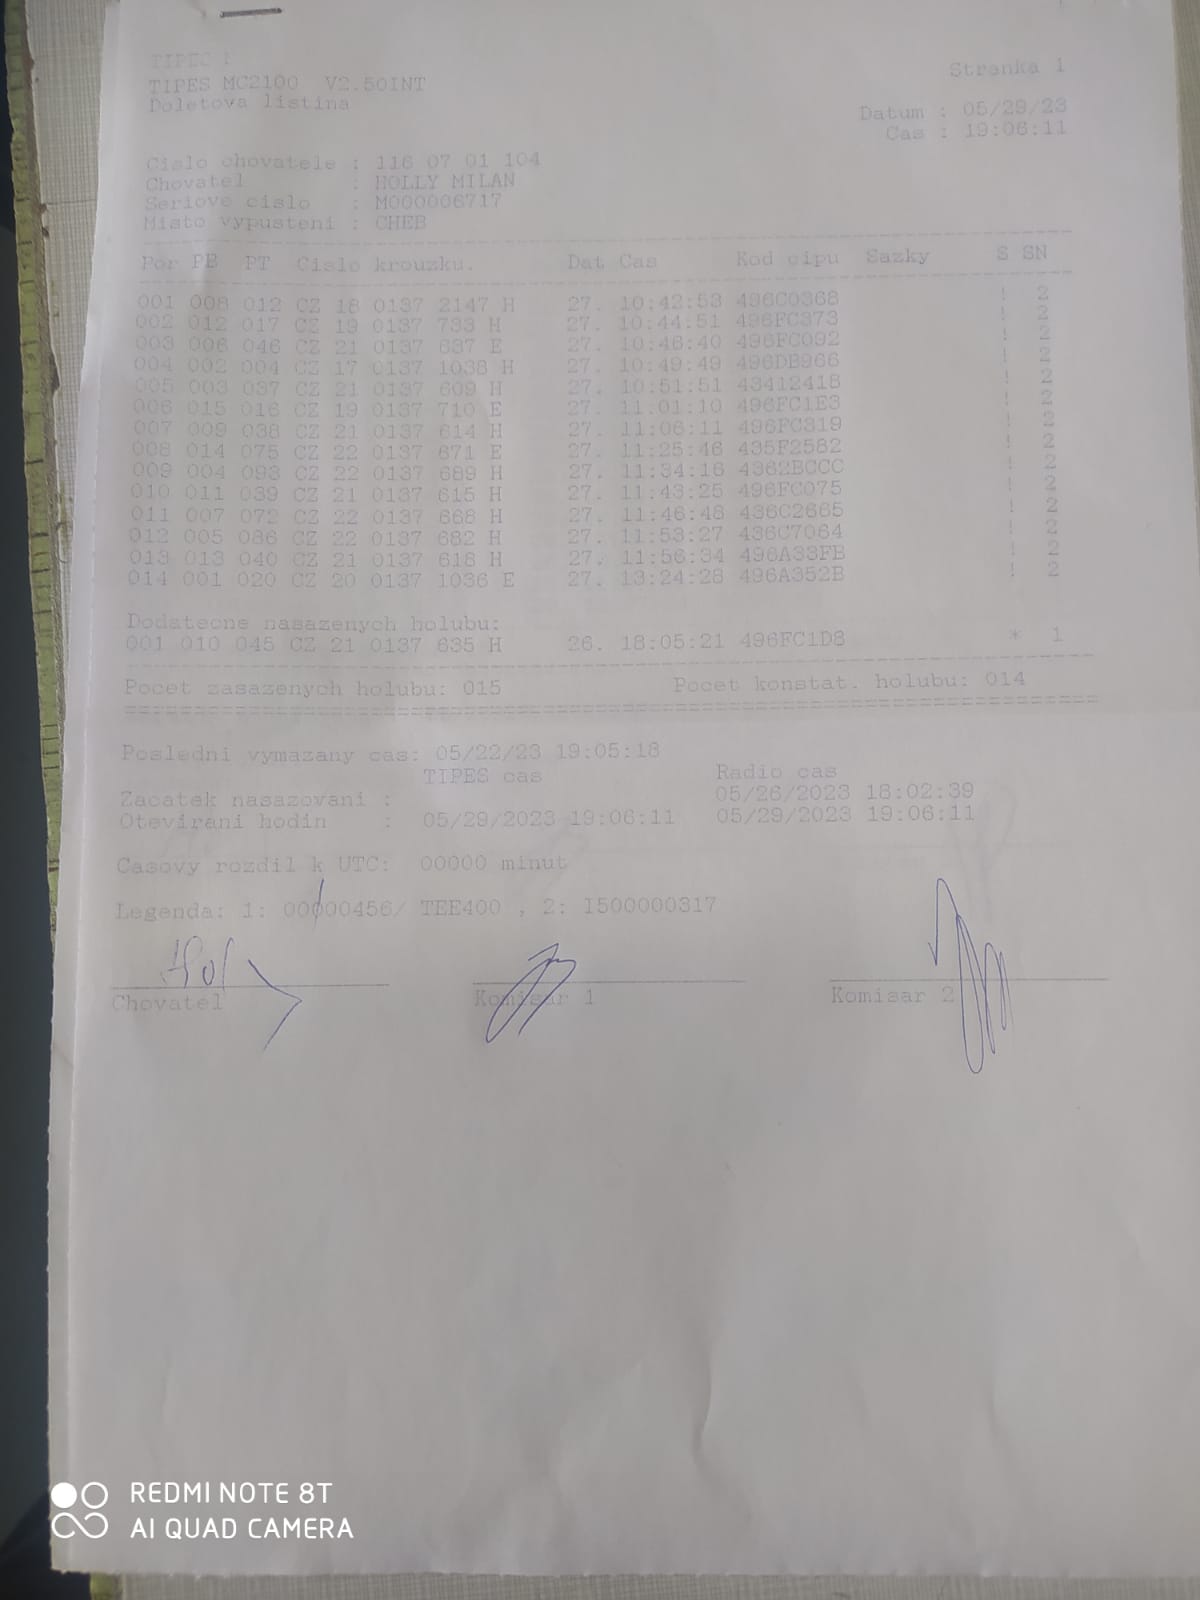 TIPES MC2100 V2.50INT
Doletova listina
Stranka 1
Datum : 05/29/23
Cas : 19:06:11
Cislo chovatele : 116 07 01 104
Chovatel : HOLLY MILAN
Seriove cislo : M000006717
Misto vypusteni : CHEB
Por PB PT Cislo krouzku. Dat Cas Kod cipu Sazky S SN
001 008 012 CZ 18 0137 2147 H 27. 10:42:53 496C0368 ! 2
002 012 017 CZ 19 0137 733 H 27. 10:44:51 496FC373 ! 2
003 006 046 CZ 21 0137 637 E 27. 10:46:40 496FC092 ! 2
004 002 004 CZ 17 0137 1038 H 27. 10:49:49 496DB966 ! 2
005 003 037 CZ 21 0137 609 H 27. 10:51:51 43412418 ! 2
006 015 016 CZ 19 0137 710 E 27. 11:01:10 496FC1E3 ! 2
007 009 038 CZ 21 0137 614 H 27. 11:06:11 496FC319 ! 2
008 014 075 CZ 22 0137 671 E 27. 11:25:46 435F2582 ! 2
009 004 093 CZ 22 0137 689 H 27. 11:34:16 4362BCCC ! 2
010 011 039 CZ 21 0137 615 H 27. 11:43:25 496FC075 ! 2
011 007 072 CZ 22 0137 668 H 27. 11:46:48 436C2665 ! 2
012 005 086 CZ 22 0137 682 H 27. 11:53:27 436C7064 ! 2
013 013 040 CZ 21 0137 618 H 27. 11:56:34 496A33FB ! 2
014 001 020 CZ 20 0137 1036 E 27. 13:24:28 496A352B ! 2
Dodatecne nasazenych holubu:
001 010 045 CZ 21 0137 635 H 26. 18:05:21 496FC1D8 * 1
Pocet zasazenych holubu: 015 Pocet konstat. holubu: 014
Posledni vymazany cas: 05/22/23 19:05:18
TIPES cas Radio cas
Zacatek nasazovani : 05/26/2023 18:02:39
Otevirani hodin : 05/29/2023 19:06:11 05/29/2023 19:06:11
Casovy rozdil k UTC: 00000 minut
Legenda: 1: 00000456/ TEE400 , 2: I500000317
Chovatel Komisar 1 Komisar 2
REDMI NOTE 8T
AI QUAD CAMERA